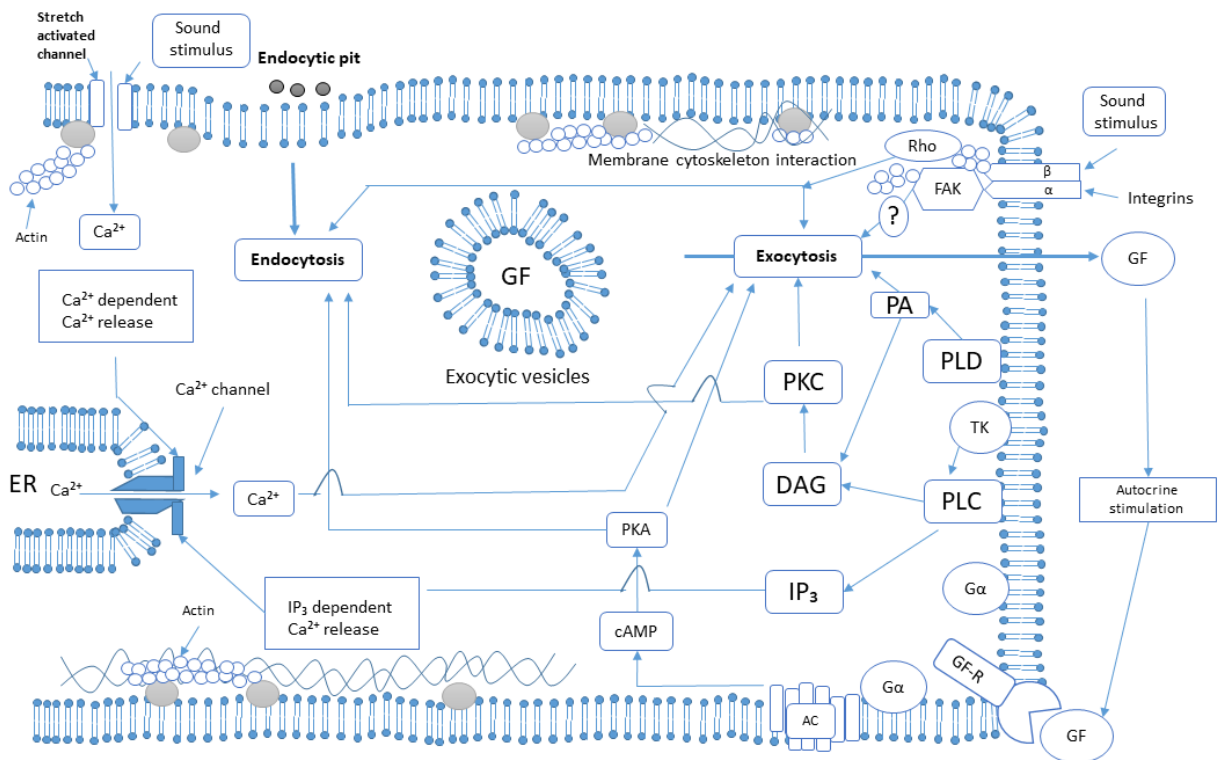 Stretch
activated
channel
Sound
stimulus
Endocytic pit
Sound
stimulus
Membrane cytoskeleton interaction
Rho
β
α
FAK
Integrins
?
Actin
Ca²⁺
Endocytosis
GF
Exocytosis
GF
Ca²⁺ dependent
Ca²⁺ release
PA
Exocytic vesicles
PKC
PLD
Ca²⁺ channel
TK
ER
Ca²⁺
Ca²⁺
DAG
PLC
Autocrine
stimulation
PKA
IP₃ dependent
Ca²⁺ release
IP₃
Gα
Actin
cAMP
GF-R
Gα
AC
GF